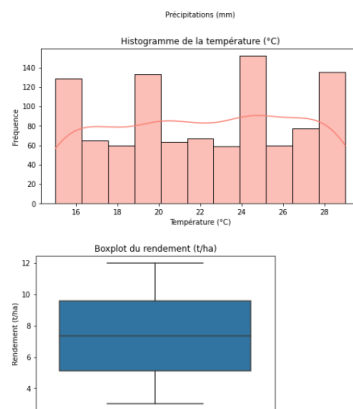 Précipitations (mm)
Histogramme de la température (°C)
140
120
100
80
60
40
20
0
Fréquence
16 18 20 22 24 26 28
Température (°C)
Boxplot du rendement (t/ha)
12
10
8
6
4
Rendement (t/ha)